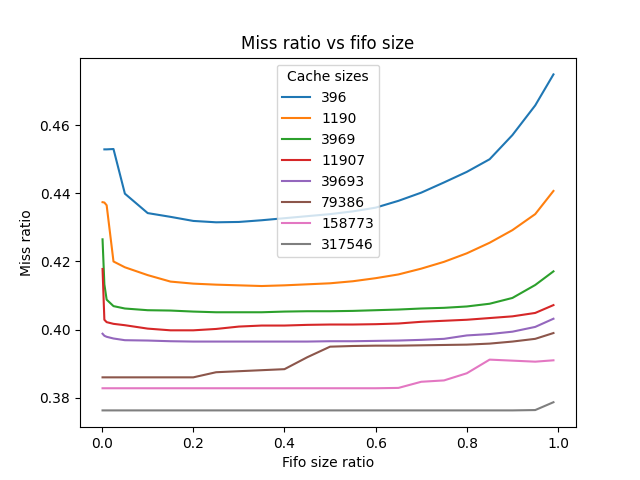 Miss ratio vs fifo size
Cache sizes
396
1190
3969
11907
39693
79386
158773
317546
0.46
0.44
0.42
0.40
0.38
Miss ratio
0.0 0.2 0.4 0.6 0.8 1.0
Fifo size ratio